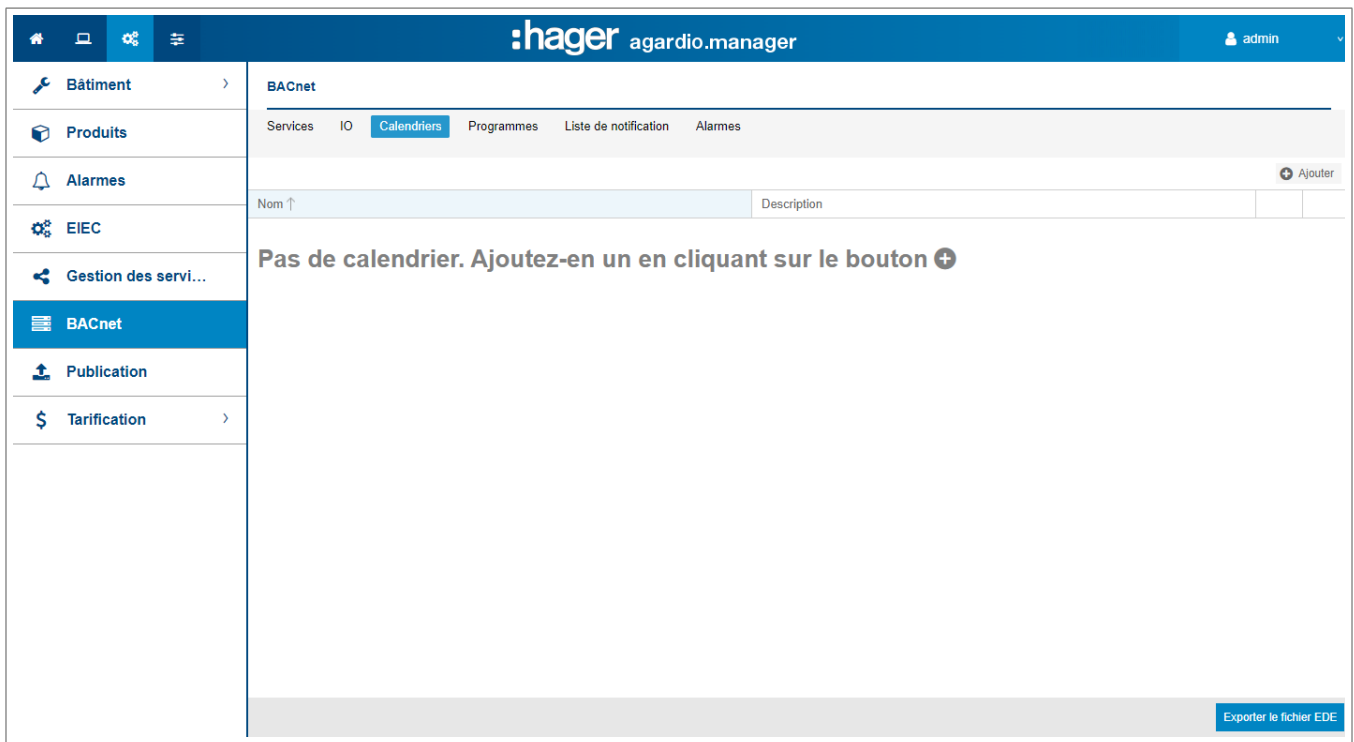 :hager agardio.manager
admin
Bâtiment
Produits
Alarmes
EIEC
Gestion des servi...
BACnet
Publication
Tarification
BACnet
Services IO Calendriers Programmes Liste de notification Alarmes
Ajouter
Nom Description
Pas de calendrier. Ajoutez-en un en cliquant sur le bouton
Exporter le fichier EDE